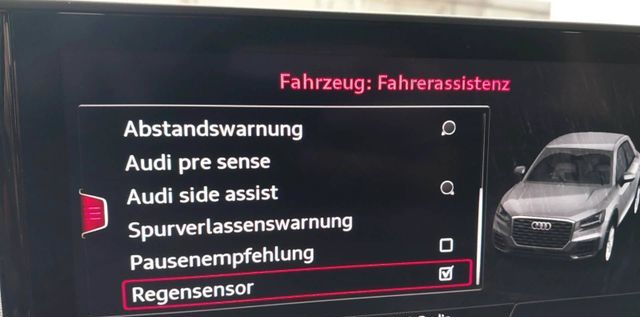 Fahrzeug: Fahrerassistenz
Abstandswarnung
Audi pre sense
Audi side assist
Spurverlassenswarnung
Pausenempfehlung
Regensensor